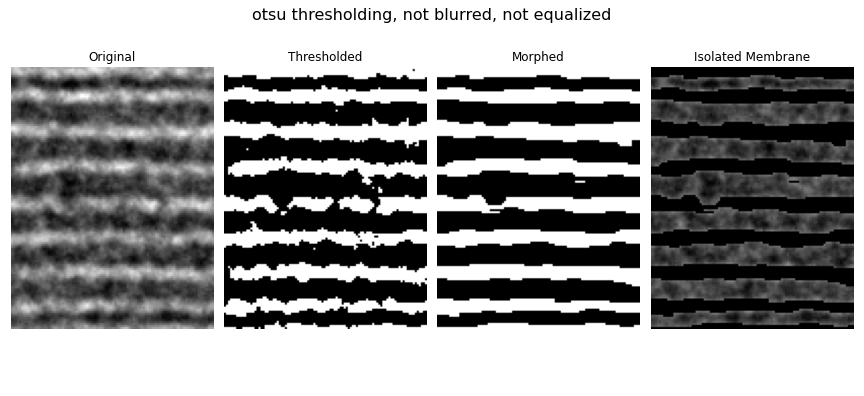 otsu thresholding, not blurred, not equalized
Original
Thresholded
Morphed
Isolated Membrane